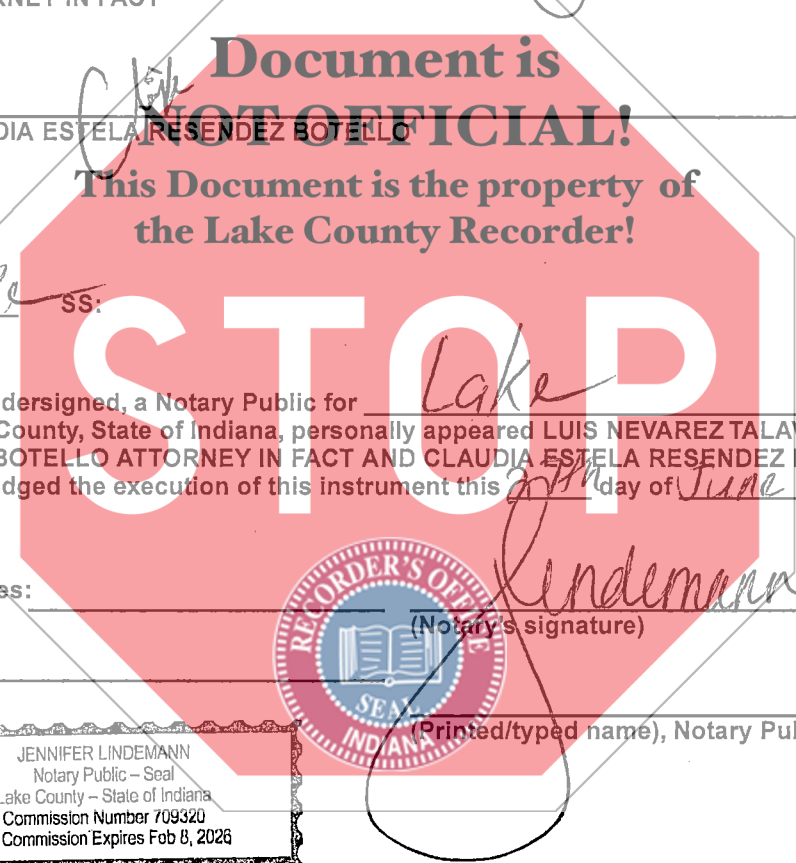 RNEY IN FACT
Document is
NOT OFFICIAL!
DIA ESTELA RESENDEZ BOTELLO
This Document is the property of
the Lake County Recorder!
SS:
STOP
dersigned, a Notary Public for Lake
County, State of Indiana, personally appeared LUIS NEVAREZ TALA
BOTELLO ATTORNEY IN FACT AND CLAUDIA ESTELA RESENDEZ
dged the execution of this instrument this 27th day of June
es:
Lindemann
(Notary's signature)
RECORDER'S OFFICE
SEAL
INDIANA
(Printed/typed name), Notary Pu
JENNIFER LINDEMANN
Notary Public – Seal
Lake County – State of Indiana
Commission Number 709320
Commission Expires Feb 8, 2026